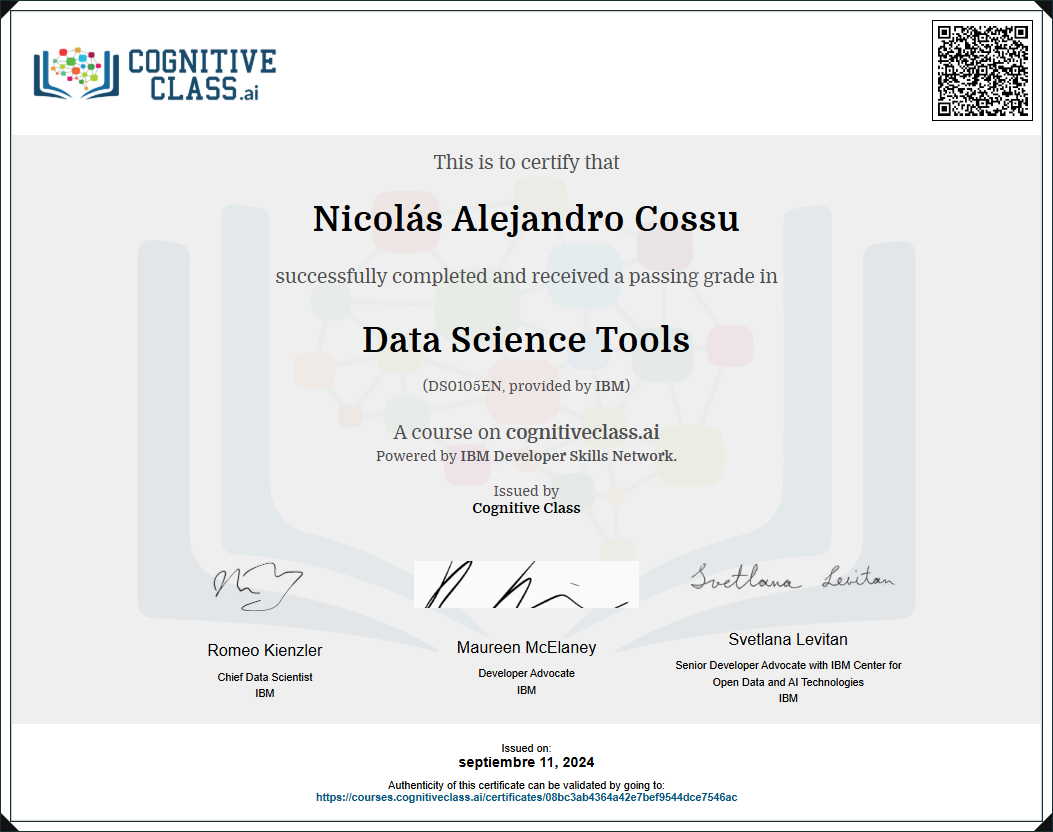 COGNITIVE
CLASS.ai
This is to certify that
Nicolás Alejandro Cossu
successfully completed and received a passing grade in
Data Science Tools
(DS0105EN, provided by IBM)
A course on cognitiveclass.ai
Powered by IBM Developer Skills Network.
Issued by
Cognitive Class
Svetlana Levitan
Romeo Kienzler
Chief Data Scientist
IBM
Maureen McElaney
Developer Advocate
IBM
Svetlana Levitan
Senior Developer Advocate with IBM Center for
Open Data and AI Technologies
IBM
Issued on:
septiembre 11, 2024
Authenticity of this certificate can be validated by going to:
https://courses.cognitiveclass.ai/certificates/08bc3ab4364a42e7bef9544dce7546ac